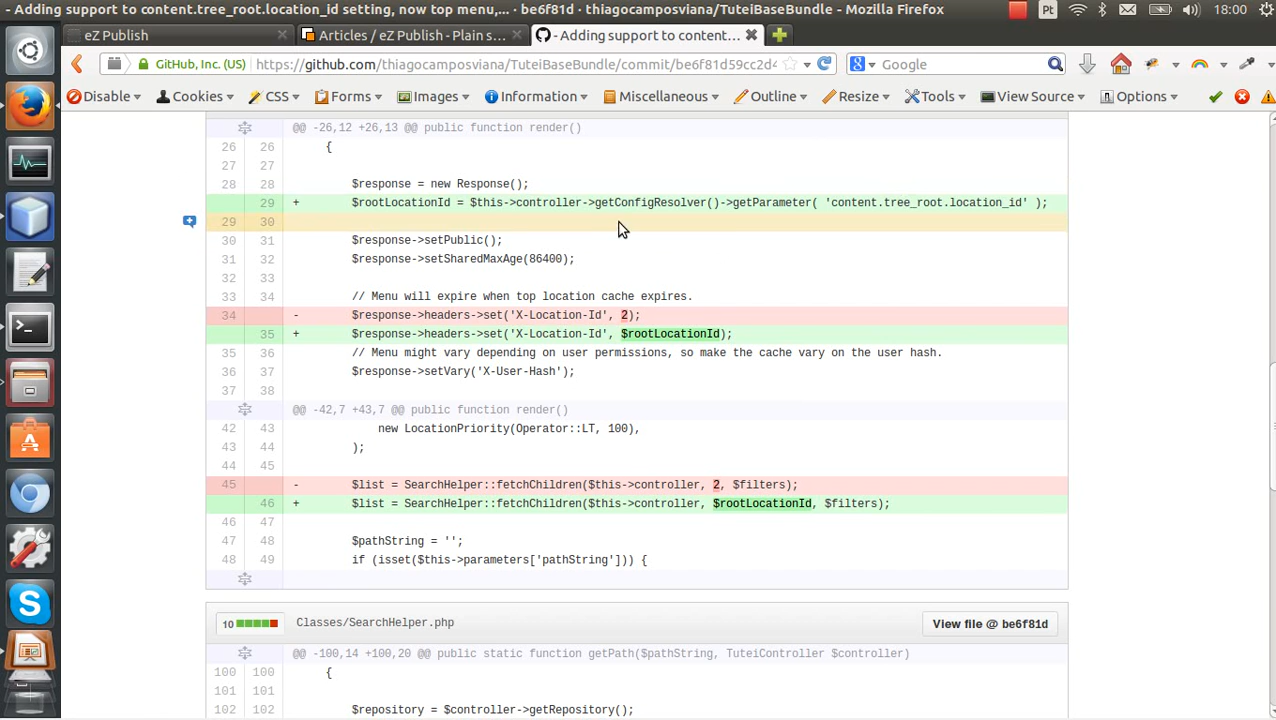 - Adding support to content.tree_root.location_id setting, now top menu,... · be6f81d · thiagocamposviana/TuteiBaseBundle - Mozilla Firefox
Pt
18:00
eZ Publish
Articles / eZ Publish - Plain s...
- Adding support to content...
GitHub, Inc. (US)
https://github.com/thiagocamposviana/TuteiBaseBundle/commit/be6f81d59cc2d4
Google
Disable
Cookies
CSS
Forms
Images
Information
Miscellaneous
Outline
Resize
Tools
View Source
Options
@@ -26,12 +26,13 @@ public function render()
26 26 {
27 27
28 28 $response = new Response();
29 + $rootLocationId = $this->controller->getConfigResolver()->getParameter( 'content.tree_root.location_id' );
29 30
30 31 $response->setPublic();
31 32 $response->setSharedMaxAge(86400);
32 33
33 34 // Menu will expire when top location cache expires.
34 - $response->headers->set('X-Location-Id', 2);
35 + $response->headers->set('X-Location-Id', $rootLocationId);
35 36 // Menu might vary depending on user permissions, so make the cache vary on the user hash.
36 37 $response->setVary('X-User-Hash');
37 38
@@ -42,7 +43,7 @@ public function render()
42 43 new LocationPriority(Operator::LT, 100),
43 44 );
44 45
45 - $list = SearchHelper::fetchChildren($this->controller, 2, $filters);
46 + $list = SearchHelper::fetchChildren($this->controller, $rootLocationId, $filters);
46 47
47 48 $pathString = '';
48 49 if (isset($this->parameters['pathString'])) {
10 Classes/SearchHelper.php
View file @ be6f81d
@@ -100,14 +100,20 @@ public static function getPath($pathString, TuteiController $controller)
100 100 {
101 101
102 102 $repository = $controller->getRepository();